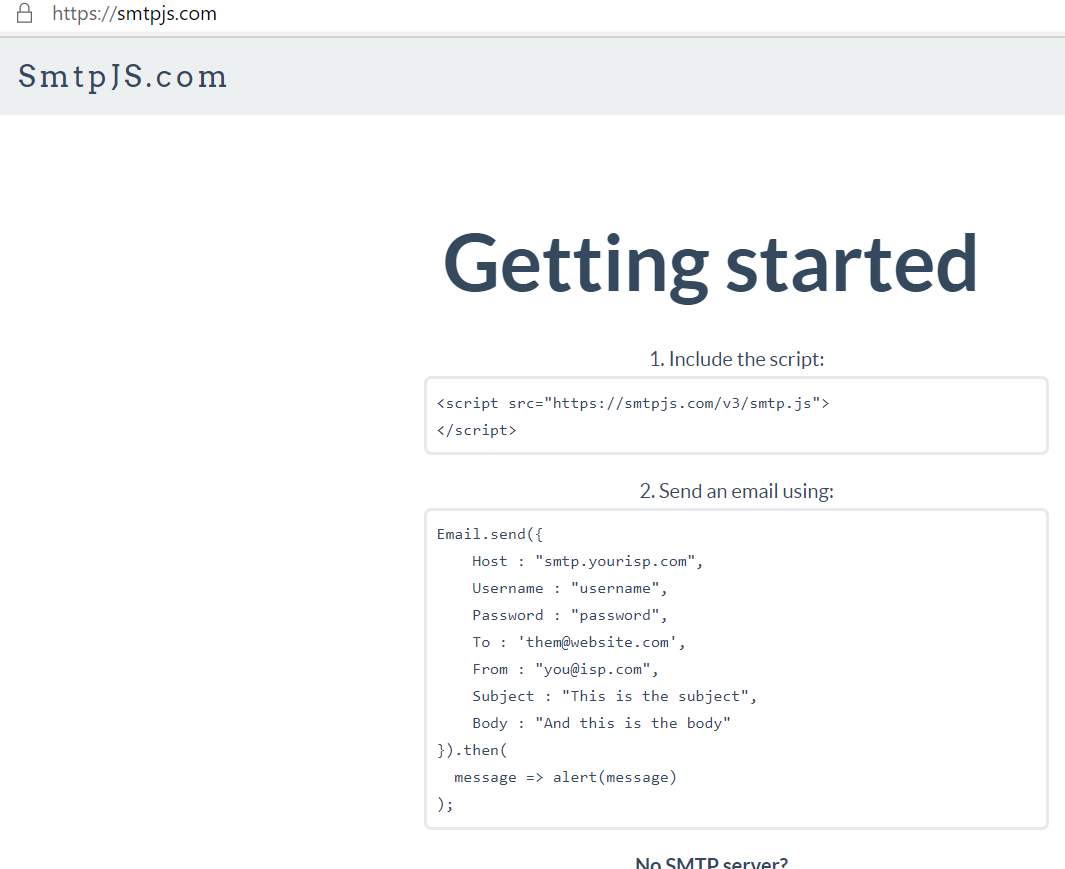 https://smtpjs.com
SmtpJS.com
Getting started
1. Include the script:
<script src="https://smtpjs.com/v3/smtp.js">
</script>
2. Send an email using:
Email.send({
    Host : "smtp.yourisp.com",
    Username : "username",
    Password : "password",
    To : 'them@website.com',
    From : "you@isp.com",
    Subject : "This is the subject",
    Body : "And this is the body"
}).then(
  message => alert(message)
);
No SMTP server?